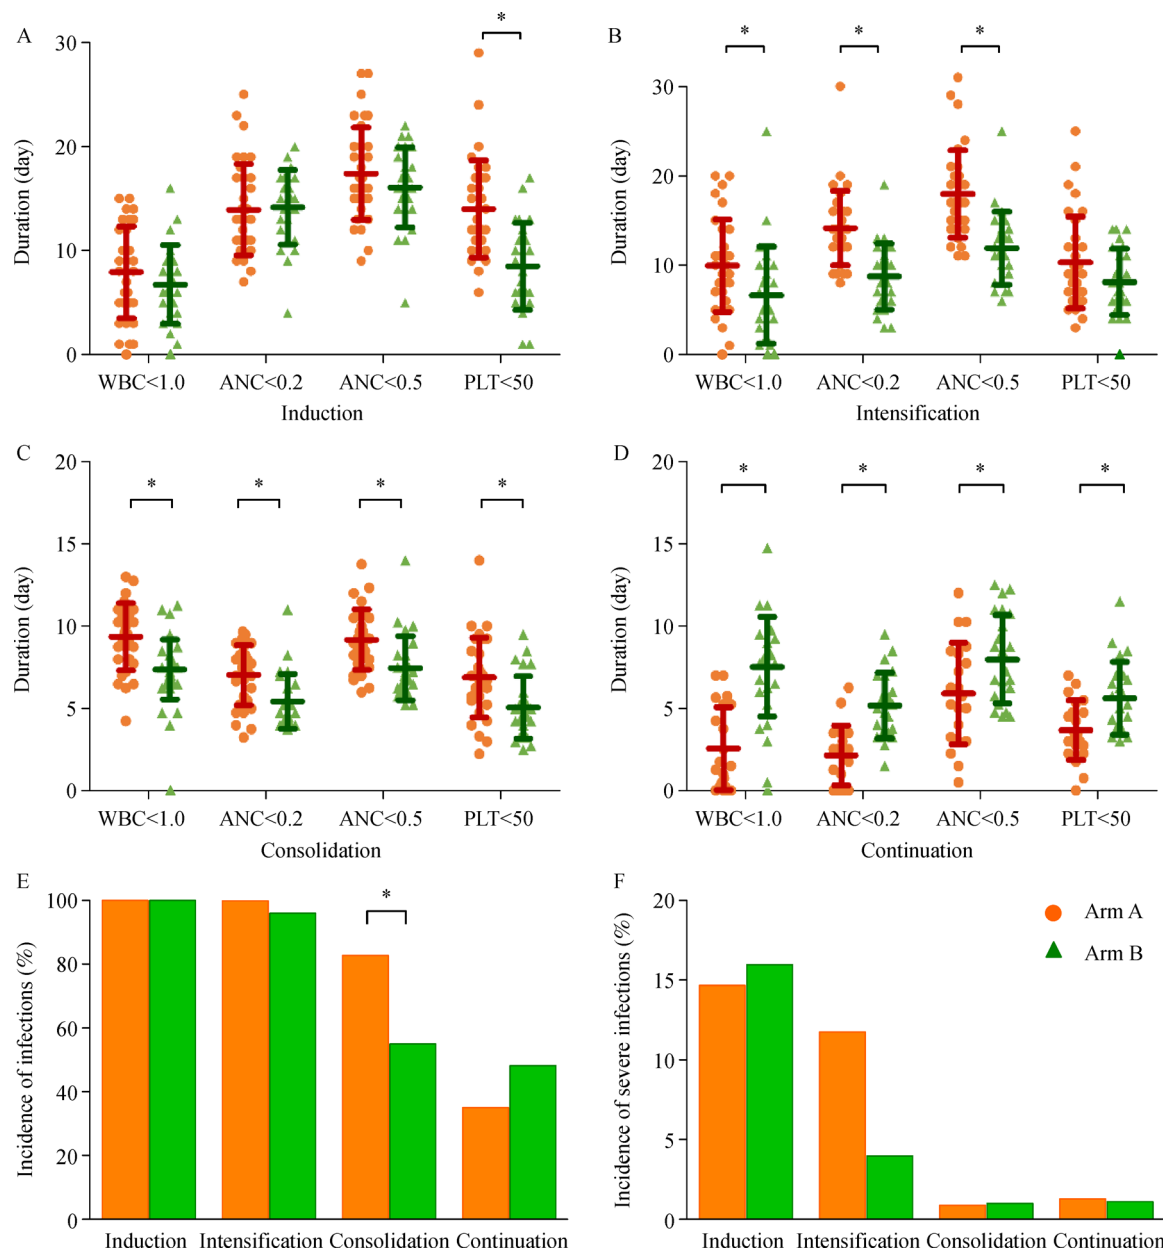 A
Duration (day)
30
20
10
0
*
WBC<1.0 ANC<0.2 ANC<0.5 PLT<50
Induction
B
Duration (day)
30
20
10
0
* * *
WBC<1.0 ANC<0.2 ANC<0.5 PLT<50
Intensification
C
Duration (day)
20
15
10
5
0
* * * *
WBC<1.0 ANC<0.2 ANC<0.5 PLT<50
Consolidation
D
Duration (day)
20
15
10
5
0
* * * *
WBC<1.0 ANC<0.2 ANC<0.5 PLT<50
Continuation
E
Incidence of infections (%)
100
80
60
40
20
0
*
Induction Intensification Consolidation Continuation
F
Incidence of severe infections (%)
20
15
10
5
0
Arm A
Arm B
Induction Intensification Consolidation Continuation